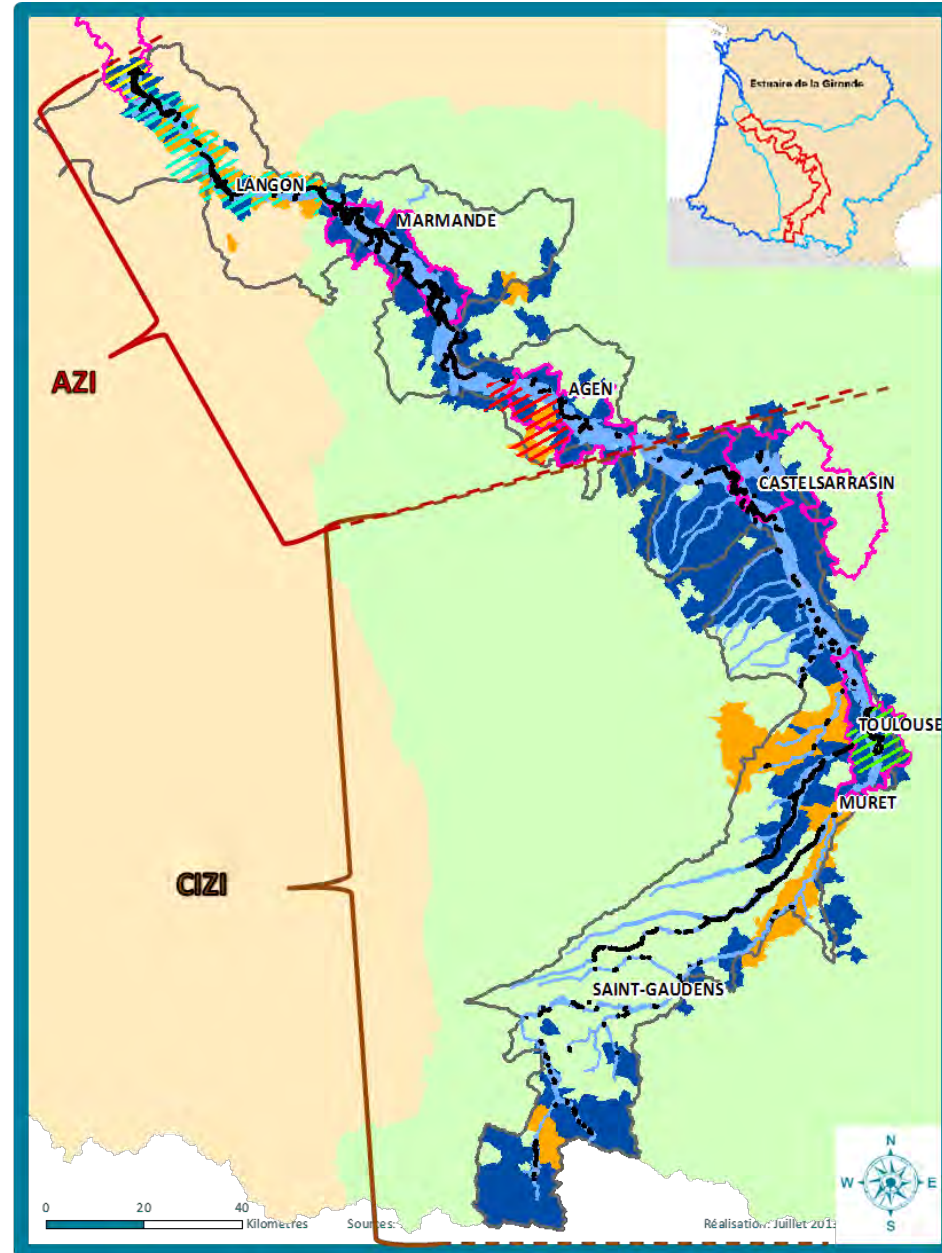 Estuaire de la Gironde
LANGON
MARMANDE
AZI
AGEN
CASTELSARRASIN
TOULOUSE
MURET
CIZI
SAINT-GAUDENS
N
W E
S
0 20 40
Kilomètres Sources: Réalisation: Juillet 201